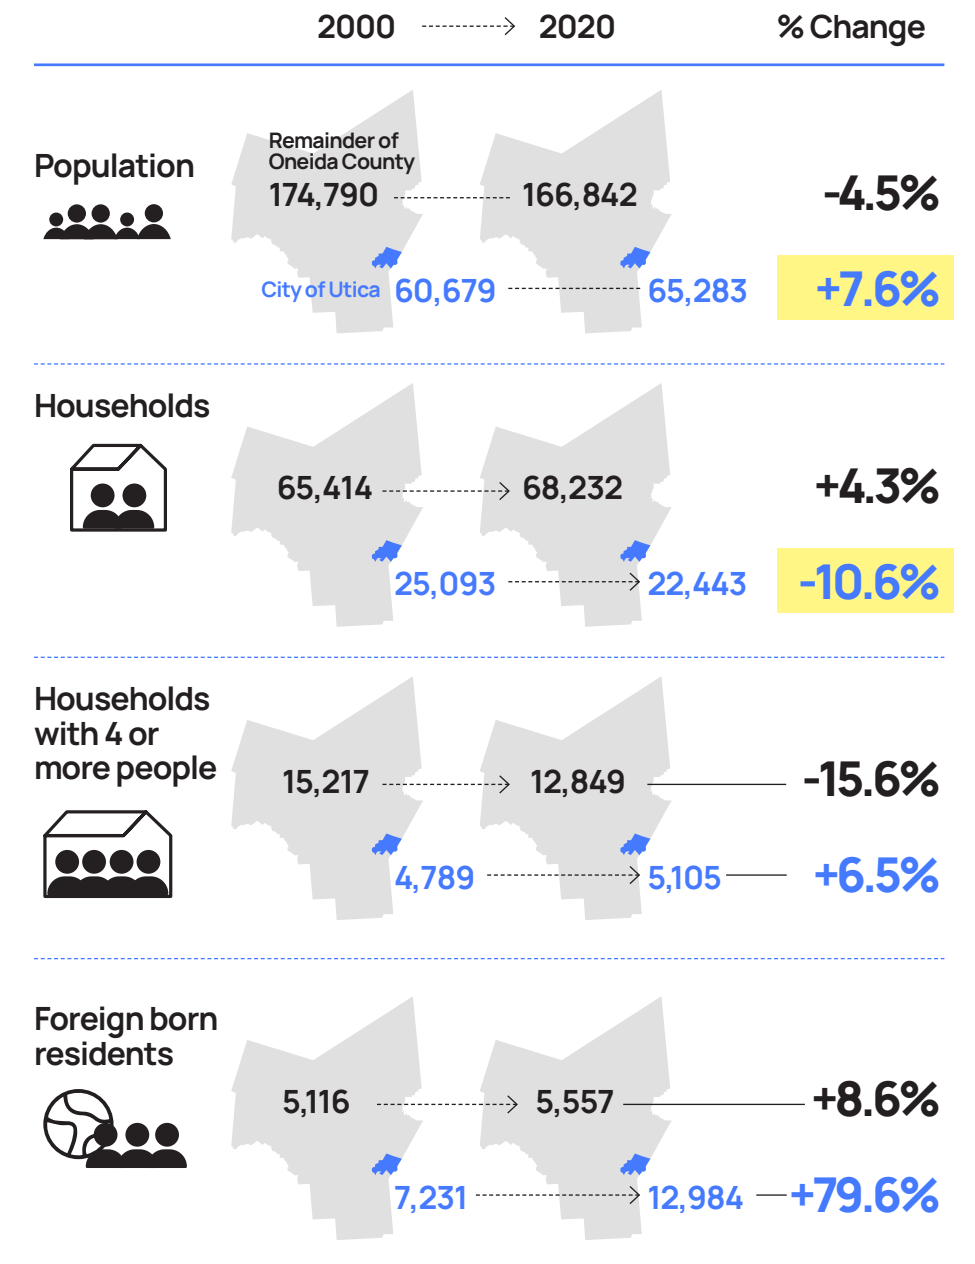 2000 2020 % Change
Population
Remainder of
Oneida County
174,790 166,842 -4.5%
City of Utica 60,679 65,283 +7.6%
Households
65,414 68,232 +4.3%
25,093 22,443 -10.6%
Households
with 4 or
more people
15,217 12,849 -15.6%
4,789 5,105 +6.5%
Foreign born
residents
5,116 5,557 +8.6%
7,231 12,984 +79.6%